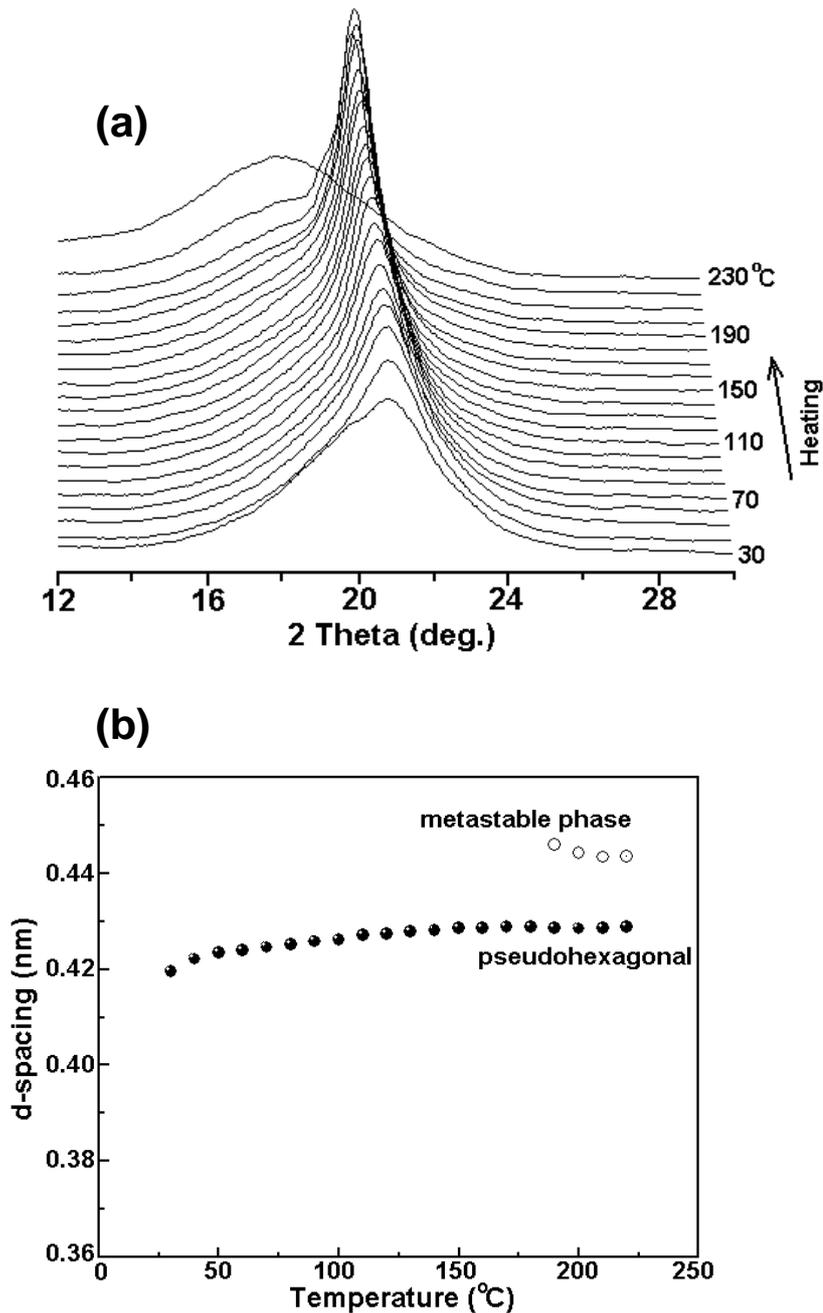 (a)
230 °C
190
150
110
70
30
Heating
12 16 20 24 28
2 Theta (deg.)
(b)
0.46
0.44
0.42
0.40
0.38
0.36
d-spacing (nm)
metastable phase
pseudohexagonal
0 50 100 150 200 250
Temperature (°C)